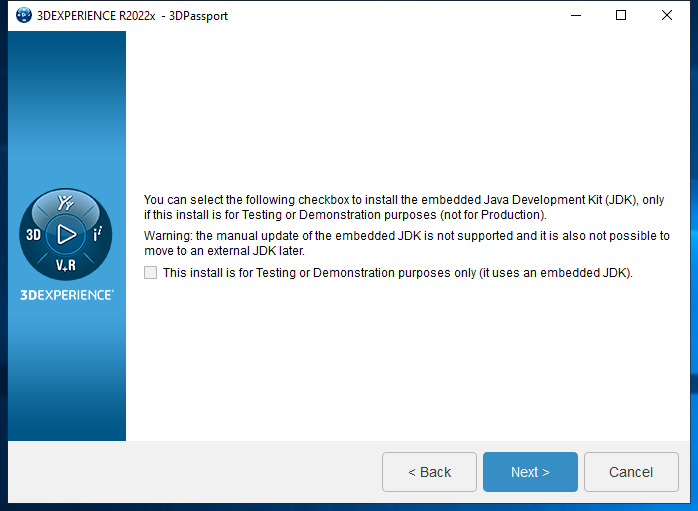 3DEXPERIENCE R2022x - 3DPassport
You can select the following checkbox to install the embedded Java Development Kit (JDK), only
if this install is for Testing or Demonstration purposes (not for Production).
Warning: the manual update of the embedded JDK is not supported and it is also not possible to
move to an external JDK later.
This install is for Testing or Demonstration purposes only (it uses an embedded JDK).
3D
i
V+R
3DEXPERIENCE
< Back
Next >
Cancel